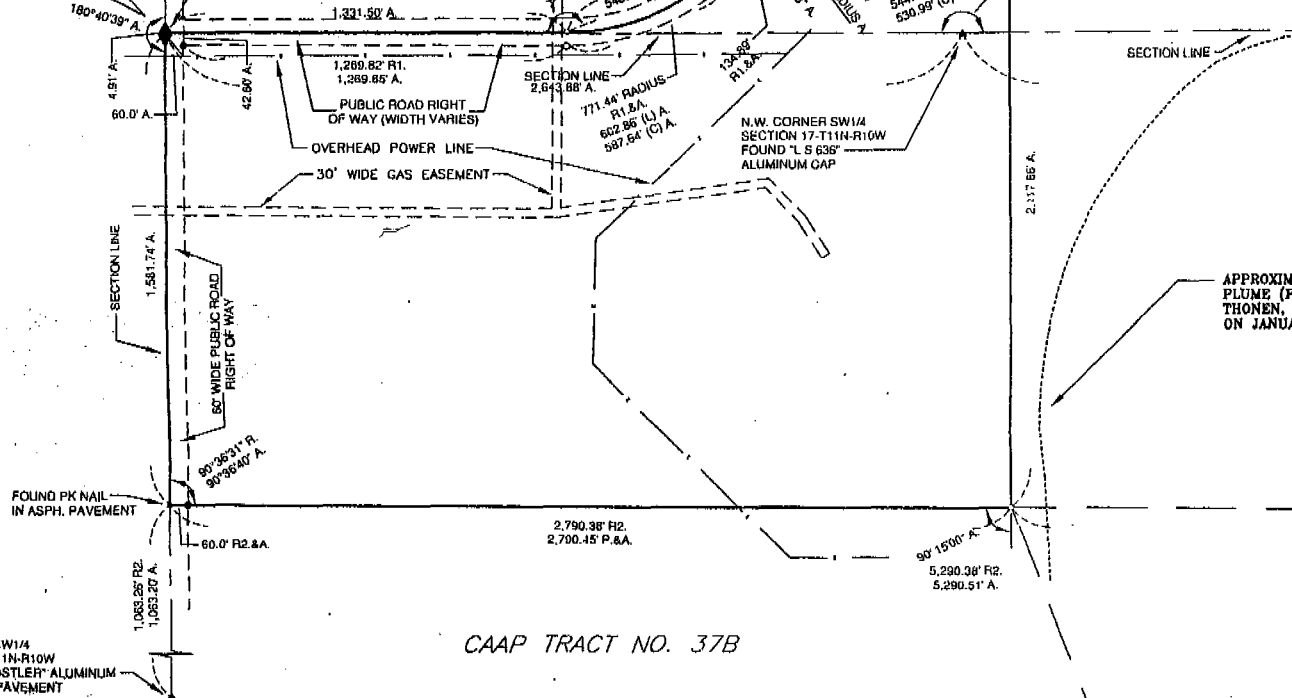 180°40'39" A.
1,331.50' A.
530.99' (C)
RADIUS A.
4.91' A.
60.0' A.
42.60' A.
1,269.82' R1.
1,269.85' A.
PUBLIC ROAD RIGHT
OF WAY (WIDTH VARIES)
SECTION LINE
2,643.88' A.
771.44' RADIUS
R1.&A.
602.86' (L) A.
587.64' (C) A.
134.89'
R1.&A.
SECTION LINE
N.W. CORNER SW1/4
SECTION 17-T11N-R10W
FOUND "L S 636"
ALUMINUM CAP
OVERHEAD POWER LINE
30' WIDE GAS EASEMENT
SECTION LINE
1,581.74' A.
60' WIDE PUBLIC ROAD
RIGHT OF WAY
APPROXIM
PLUME (F
THONEN,
ON JANUA
90°36'31" R.
90°36'40" A.
FOUND PK NAIL
IN ASPH. PAVEMENT
60.0' R2.&A.
2,790.38' R2.
2,790.45' P.&A.
90°15'00" A.
5,290.38' R2.
5,290.51' A.
1,063.26' R2.
1,063.20' A.
CAAP TRACT NO. 37B
W1/4
1N-R10W
OSTLER" ALUMINUM
PAVEMENT